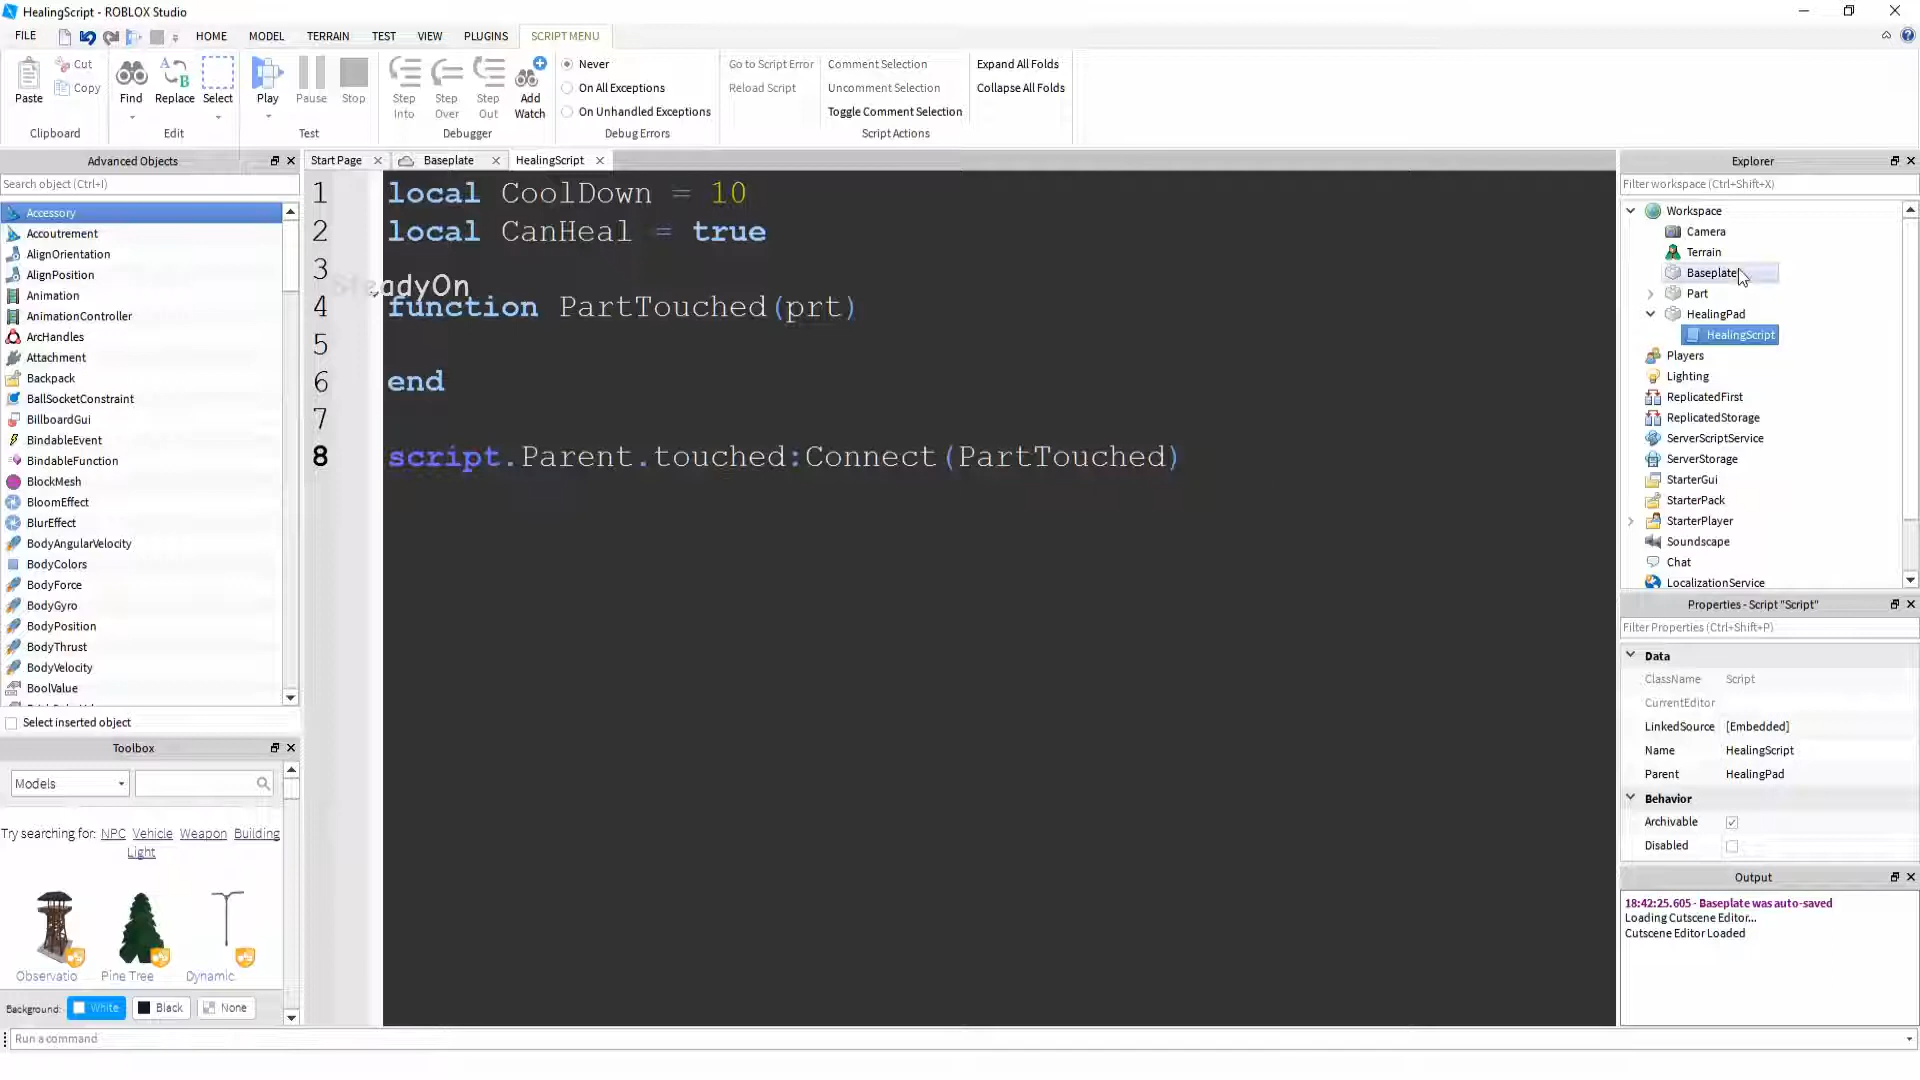 HealingScript - ROBLOX Studio
FILE HOME MODEL TERRAIN TEST VIEW PLUGINS SCRIPT MENU
Paste Cut Copy Find Replace Select Play Pause Stop Step Into Step Over Step Out Add Watch
Never
On All Exceptions
On Unhandled Exceptions
Go to Script Error
Reload Script
Comment Selection
Uncomment Selection
Toggle Comment Selection
Expand All Folds
Collapse All Folds
Clipboard Edit Test Debugger Debug Errors Script Actions
Advanced Objects
Search object (Ctrl+I)
Accessory
Accoutrement
AlignOrientation
AlignPosition
Animation
AnimationController
ArcHandles
Attachment
Backpack
BallSocketConstraint
BillboardGui
BindableEvent
BindableFunction
BlockMesh
BloomEffect
BlurEffect
BodyAngularVelocity
BodyColors
BodyForce
BodyGyro
BodyPosition
BodyThrust
BodyVelocity
BoolValue
Select inserted object
Toolbox
Models
Try searching for: NPC Vehicle Weapon Building
Light
Observatio Pine Tree Dynamic
Background: White Black None
Run a command
Start Page Baseplate HealingScript
1 local CoolDown = 10
2 local CanHeal = true
3
SteadyOn
4 function PartTouched(prt)
5
6 end
7
8 script.Parent.touched:Connect(PartTouched)
Explorer
Filter workspace (Ctrl+Shift+X)
Workspace
Camera
Terrain
Baseplate
Part
HealingPad
HealingScript
Players
Lighting
ReplicatedFirst
ReplicatedStorage
ServerScriptService
ServerStorage
StarterGui
StarterPack
StarterPlayer
Soundscape
Chat
LocalizationService
Properties - Script "Script"
Filter Properties (Ctrl+Shift+P)
Data
ClassName Script
CurrentEditor
LinkedSource [Embedded]
Name HealingScript
Parent HealingPad
Behavior
Archivable
Disabled
Output
18:42:25.605 - Baseplate was auto-saved
Loading Cutscene Editor...
Cutscene Editor Loaded